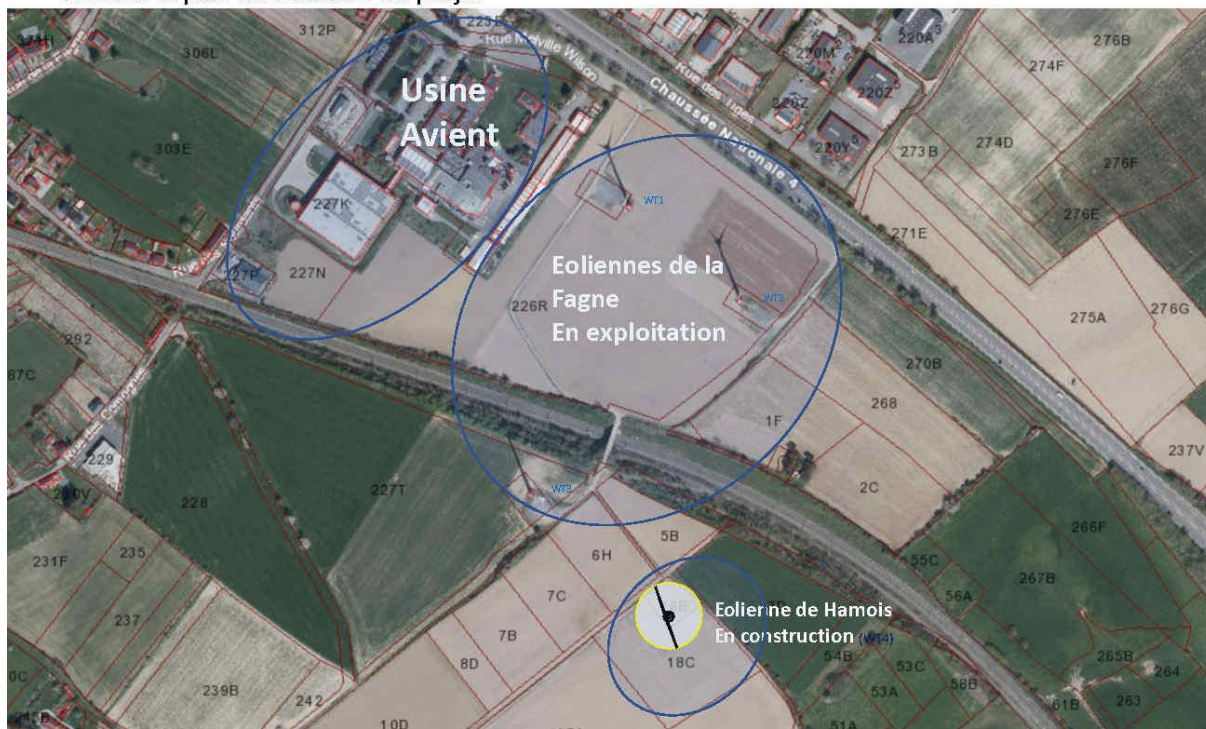 312P
306L
303E
Rue Melville Wilson
Chaussée Nationale 4
Rue des Tiges
220M
220A
220Z
220Z
220Y
276B
274F
274D
273B
276F
276E
271E
275A
276G
270B
268
237V
Usine
Avient
227K
227N
227P
226R
WT1
WT2
Eoliennes de la
Fagne
En exploitation
1F
2C
292
87C
229
228
227T
WT3
231F
235
237
239B
242
5B
6H
7C
7B
8D
10D
18C
Eolienne de Hamois
En construction (WT4)
55C
56A
266F
267B
54B
53C
53A
58B
51A
265B
264
263
61B